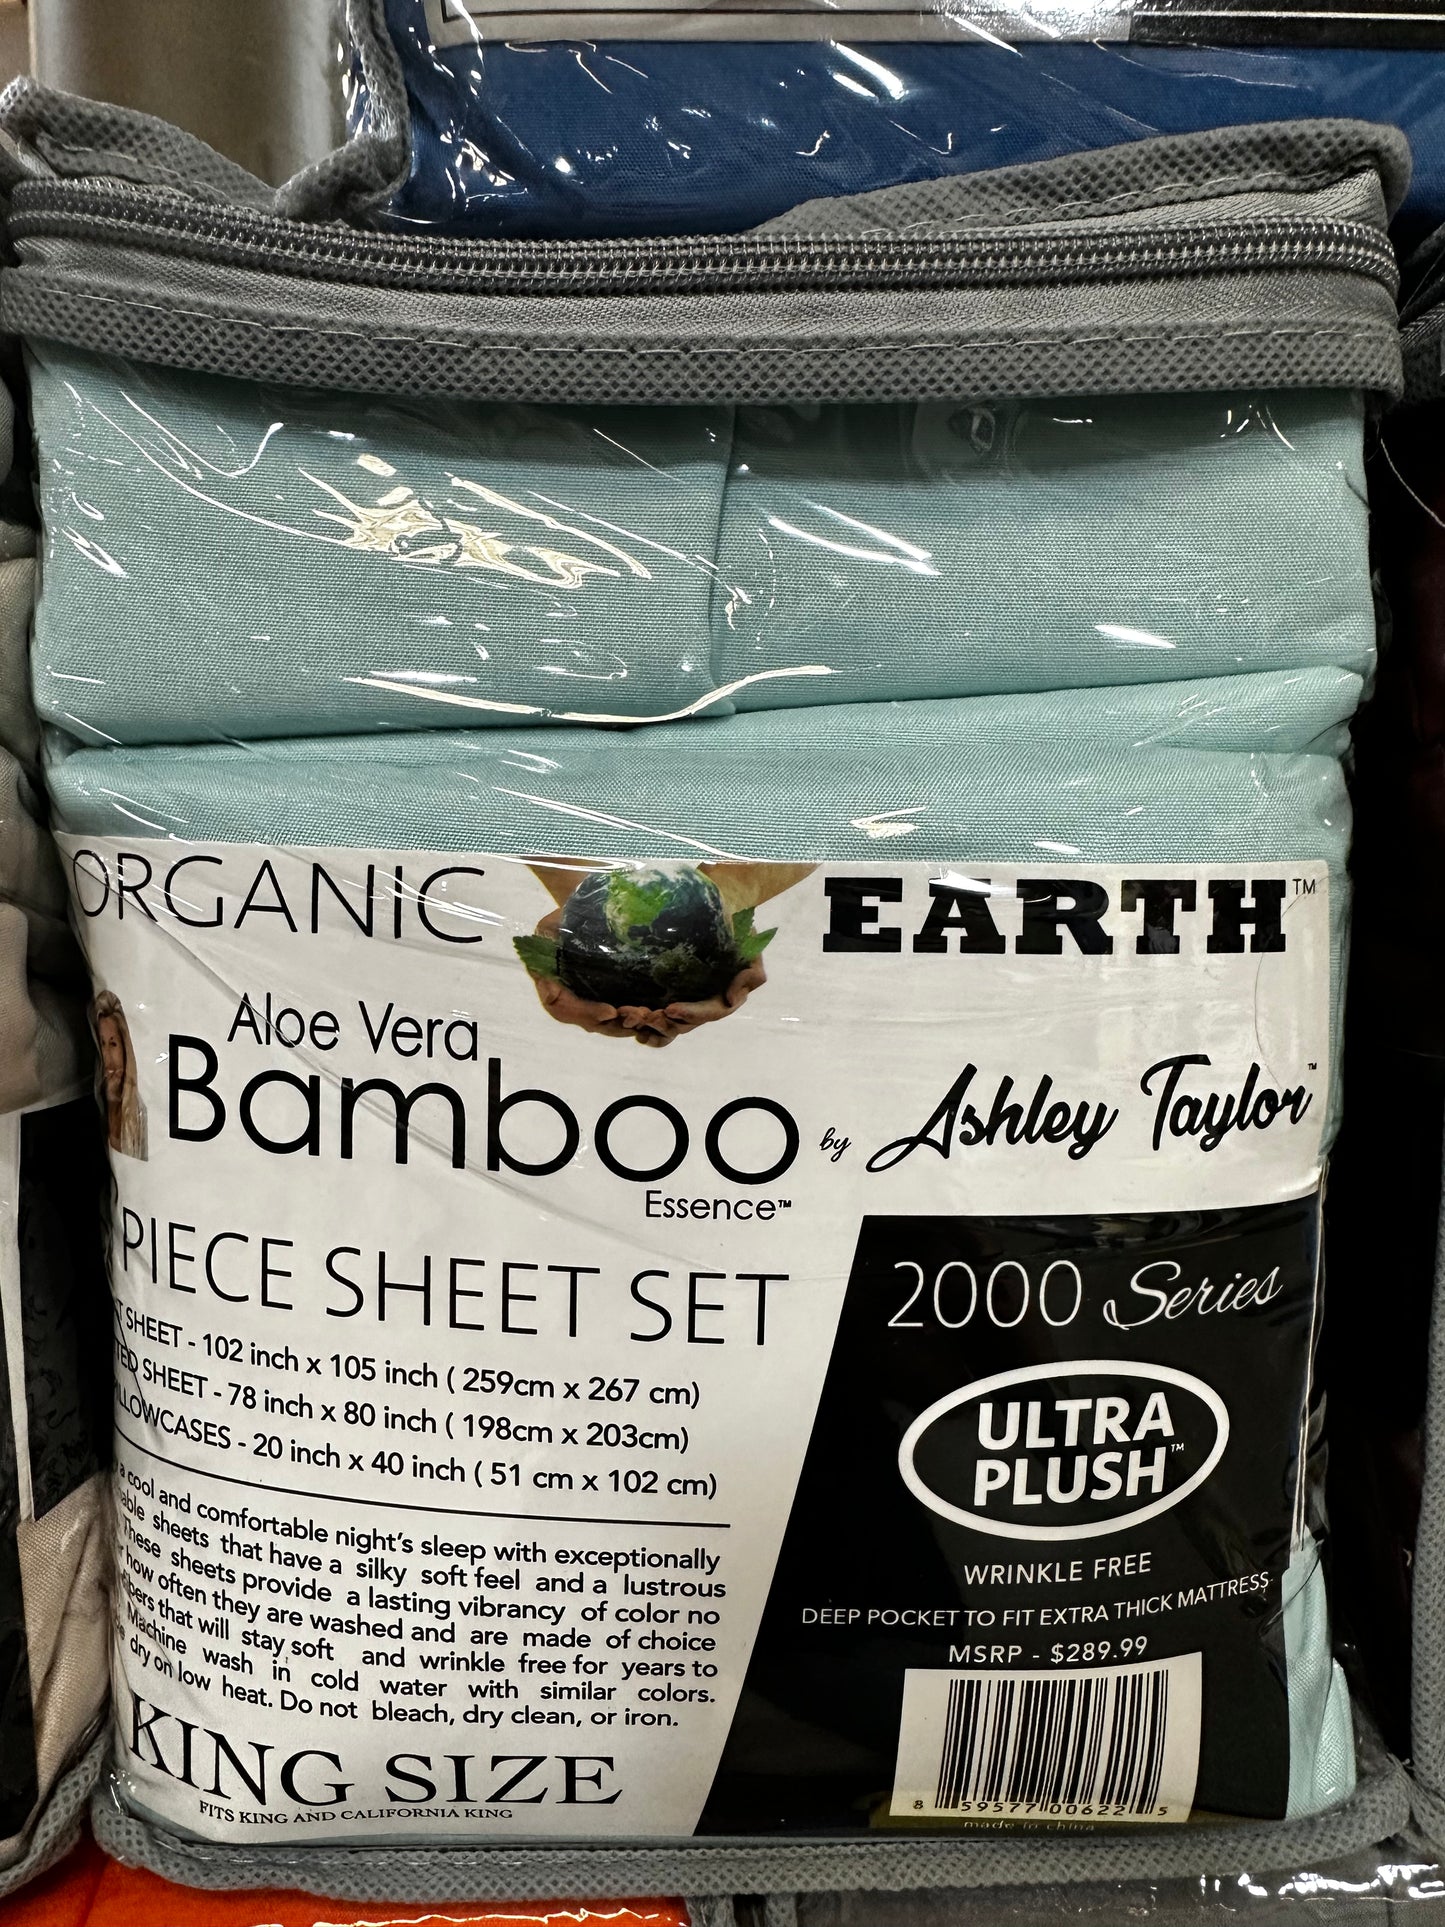 ORGANIC EARTH™
Aloe Vera
Bamboo by Ashley Taylor™
Essence™
PIECE SHEET SET
SHEET - 102 inch x 105 inch ( 259cm x 267 cm)
SHEET - 78 inch x 80 inch ( 198cm x 203cm)
- 20 inch x 40 inch ( 51 cm x 102 cm)
a cool and comfortable night's sleep with exceptionally
sheets that have a silky soft feel and a lustrous
These sheets provide a lasting vibrancy of color no
how often they are washed and are made of choice
that will stay soft and wrinkle free for years to
Machine wash in cold water with similar colors.
dry on low heat. Do not bleach, dry clean, or iron.
KING SIZE
FITS KING AND CALIFORNIA KING
2000 Series
ULTRA
PLUSH™
WRINKLE FREE
DEEP POCKET TO FIT EXTRA THICK MATTRESS
MSRP - $289.99
8 59577 00622 5
made in china